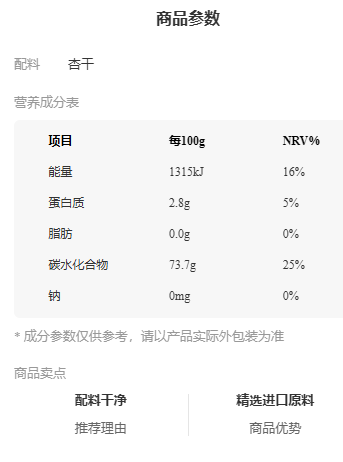 商品参数
配料 杏干
营养成分表
项目 每100g NRV%
能量 1315kJ 16%
蛋白质 2.8g 5%
脂肪 0.0g 0%
碳水化合物 73.7g 25%
钠 0mg 0%
* 成分参数仅供参考，请以产品实际外包装为准
商品卖点
配料干净 精选进口原料
推荐理由 商品优势